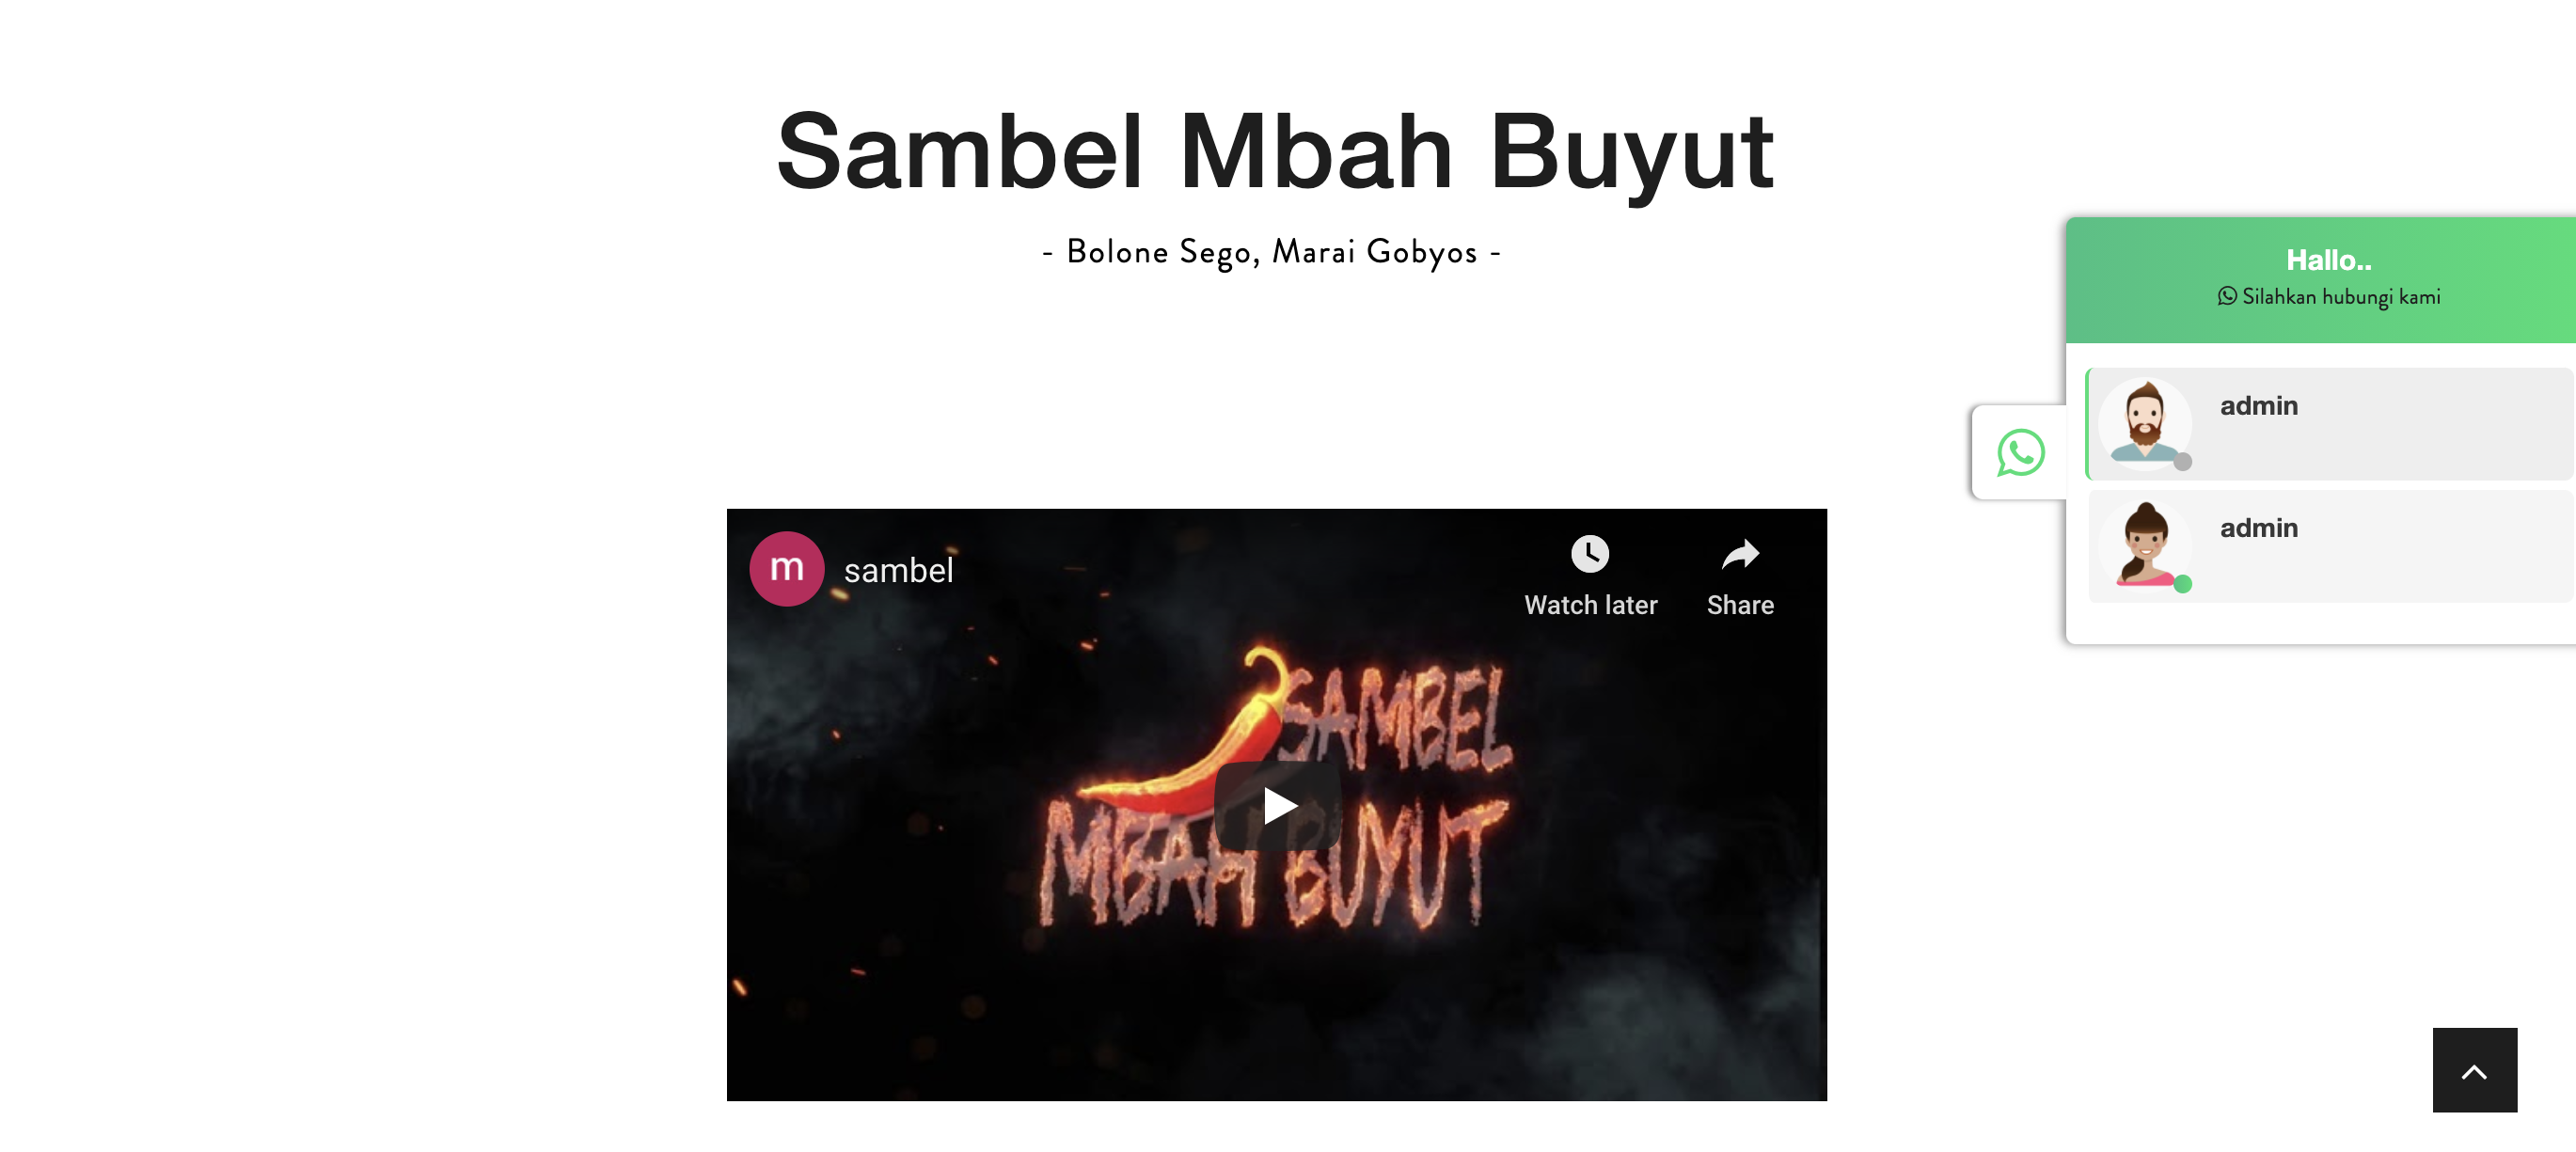 Sambel Mbah Buyut
- Bolone Sego, Marai Gobyos -
Hallo..
Silahkan hubungi kami
admin
admin
m
sambel
Watch later
Share
SAMBEL
MBAH BUYUT